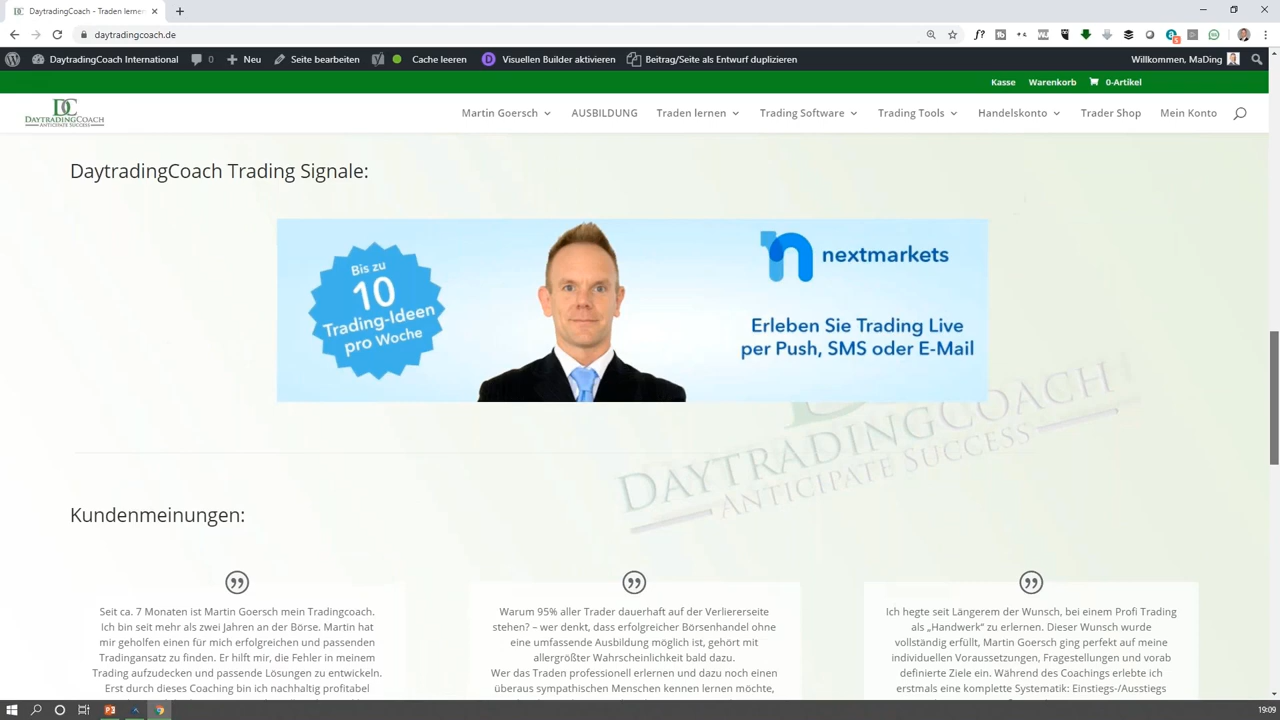 DaytradingCoach - Traden lerner
daytradingcoach.de
DaytradingCoach International
0
Neu
Seite bearbeiten
Cache leeren
Visuellen Builder aktivieren
Beitrag/Seite als Entwurf duplizieren
Willkommen, MaDing
Kasse
Warenkorb
0-Artikel
DC
DAYTRADINGCOACH
ANTICIPATE SUCCESS
Martin Goersch
AUSBILDUNG
Traden lernen
Trading Software
Trading Tools
Handelskonto
Trader Shop
Mein Konto
DaytradingCoach Trading Signale:
Bis zu
10
Trading-Ideen
pro Woche
nextmarkets
Erleben Sie Trading Live
per Push, SMS oder E-Mail
DAYTRADINGCOACH
ANTICIPATE SUCCESS
Kundenmeinungen:
Seit ca. 7 Monaten ist Martin Goersch mein Tradingcoach.
Ich bin seit mehr als zwei Jahren an der Börse. Martin hat
mir geholfen einen für mich erfolgreichen und passenden
Tradingansatz zu finden. Er hilft mir, die Fehler in meinem
Trading aufzudecken und passende Lösungen zu entwickeln.
Erst durch dieses Coaching bin ich nachhaltig profitabel
Warum 95% aller Trader dauerhaft auf der Verliererseite
stehen? – wer denkt, dass erfolgreicher Börsenhandel ohne
eine umfassende Ausbildung möglich ist, gehört mit
allergrößter Wahrscheinlichkeit bald dazu.
Wer das Traden professionell erlernen und dazu noch einen
überaus sympathischen Menschen kennen lernen möchte,
Ich hegte seit Längerem der Wunsch, bei einem Profi Trading
als „Handwerk" zu erlernen. Dieser Wunsch wurde
vollständig erfüllt, Martin Goersch ging perfekt auf meine
individuellen Voraussetzungen, Fragestellungen und vorab
definierte Ziele ein. Während des Coachings erlebte ich
erstmals eine komplette Systematik: Einstiegs-/Ausstiegs
19:09